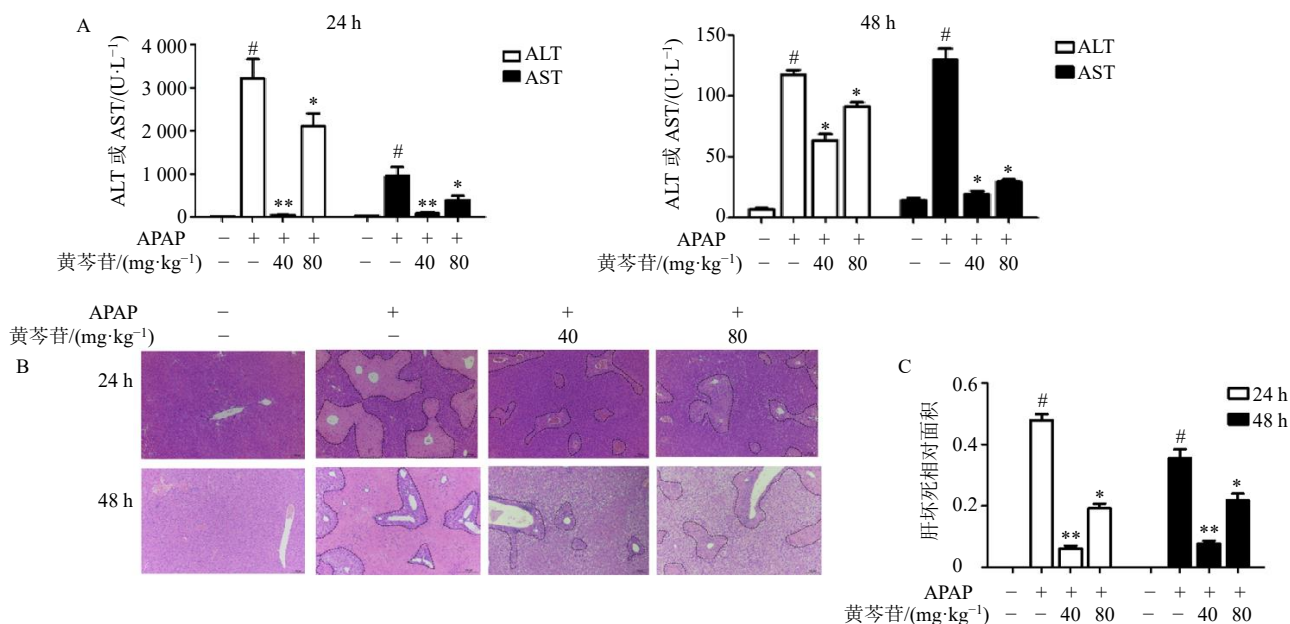 A
24 h
4 000
3 000
2 000
1 000
0
ALT 或 AST/(U·L⁻¹)
#
**
*
#
**
*
ALT
AST
APAP − + + + − + + +
黄芩苷/(mg·kg⁻¹) − − 40 80 − − 40 80
48 h
150
100
50
0
ALT 或 AST/(U·L⁻¹)
#
*
*
#
*
*
ALT
AST
APAP − + + + − + + +
黄芩苷/(mg·kg⁻¹) − − 40 80 − − 40 80
APAP − + + +
黄芩苷/(mg·kg⁻¹) − − 40 80
B
24 h
48 h
C
0.6
0.4
0.2
0
肝坏死相对面积
#
**
*
#
**
*
24 h
48 h
APAP − + + + − + + +
黄芩苷/(mg·kg⁻¹) − − 40 80 − − 40 80